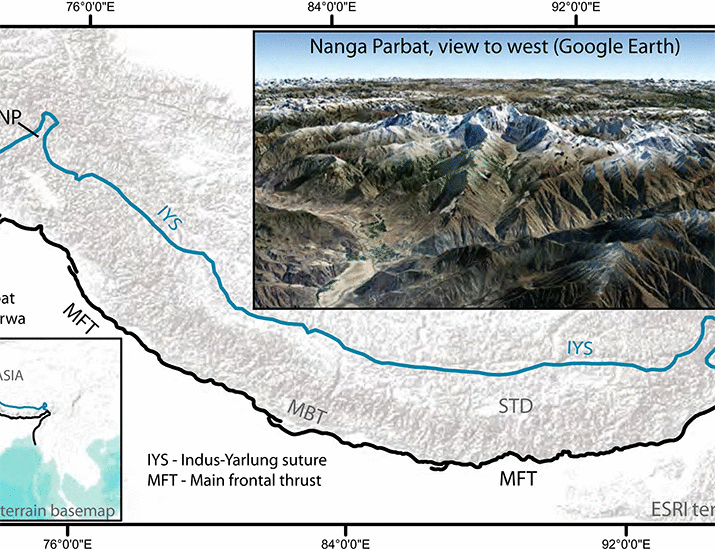 76°0'0"E 84°0'0"E 92°0'0"E
Nanga Parbat, view to west (Google Earth)
NP
IYS
MFT
at
rwa
IYS
ASIA
MBT
STD
IYS - Indus-Yarlung suture
MFT - Main frontal thrust
MFT
terrain basemap
ESRI ter
76°0'0"E 84°0'0"E 92°0'0"E